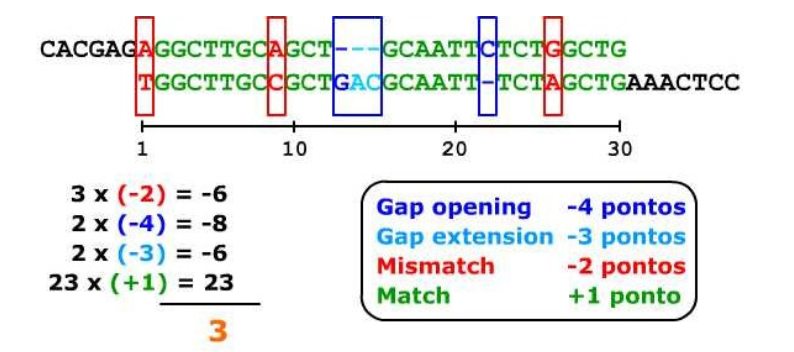 CACGAGAGGCTTGCAGCT---GCAATTCTCTGGCTG
TGGCTTGCCGCTGACGCAATT-TCTAGCTGAAACTCC
1 10 20 30
3 x (-2) = -6
2 x (-4) = -8
2 x (-3) = -6
23 x (+1) = 23
3
Gap opening -4 pontos
Gap extension -3 pontos
Mismatch -2 pontos
Match +1 ponto